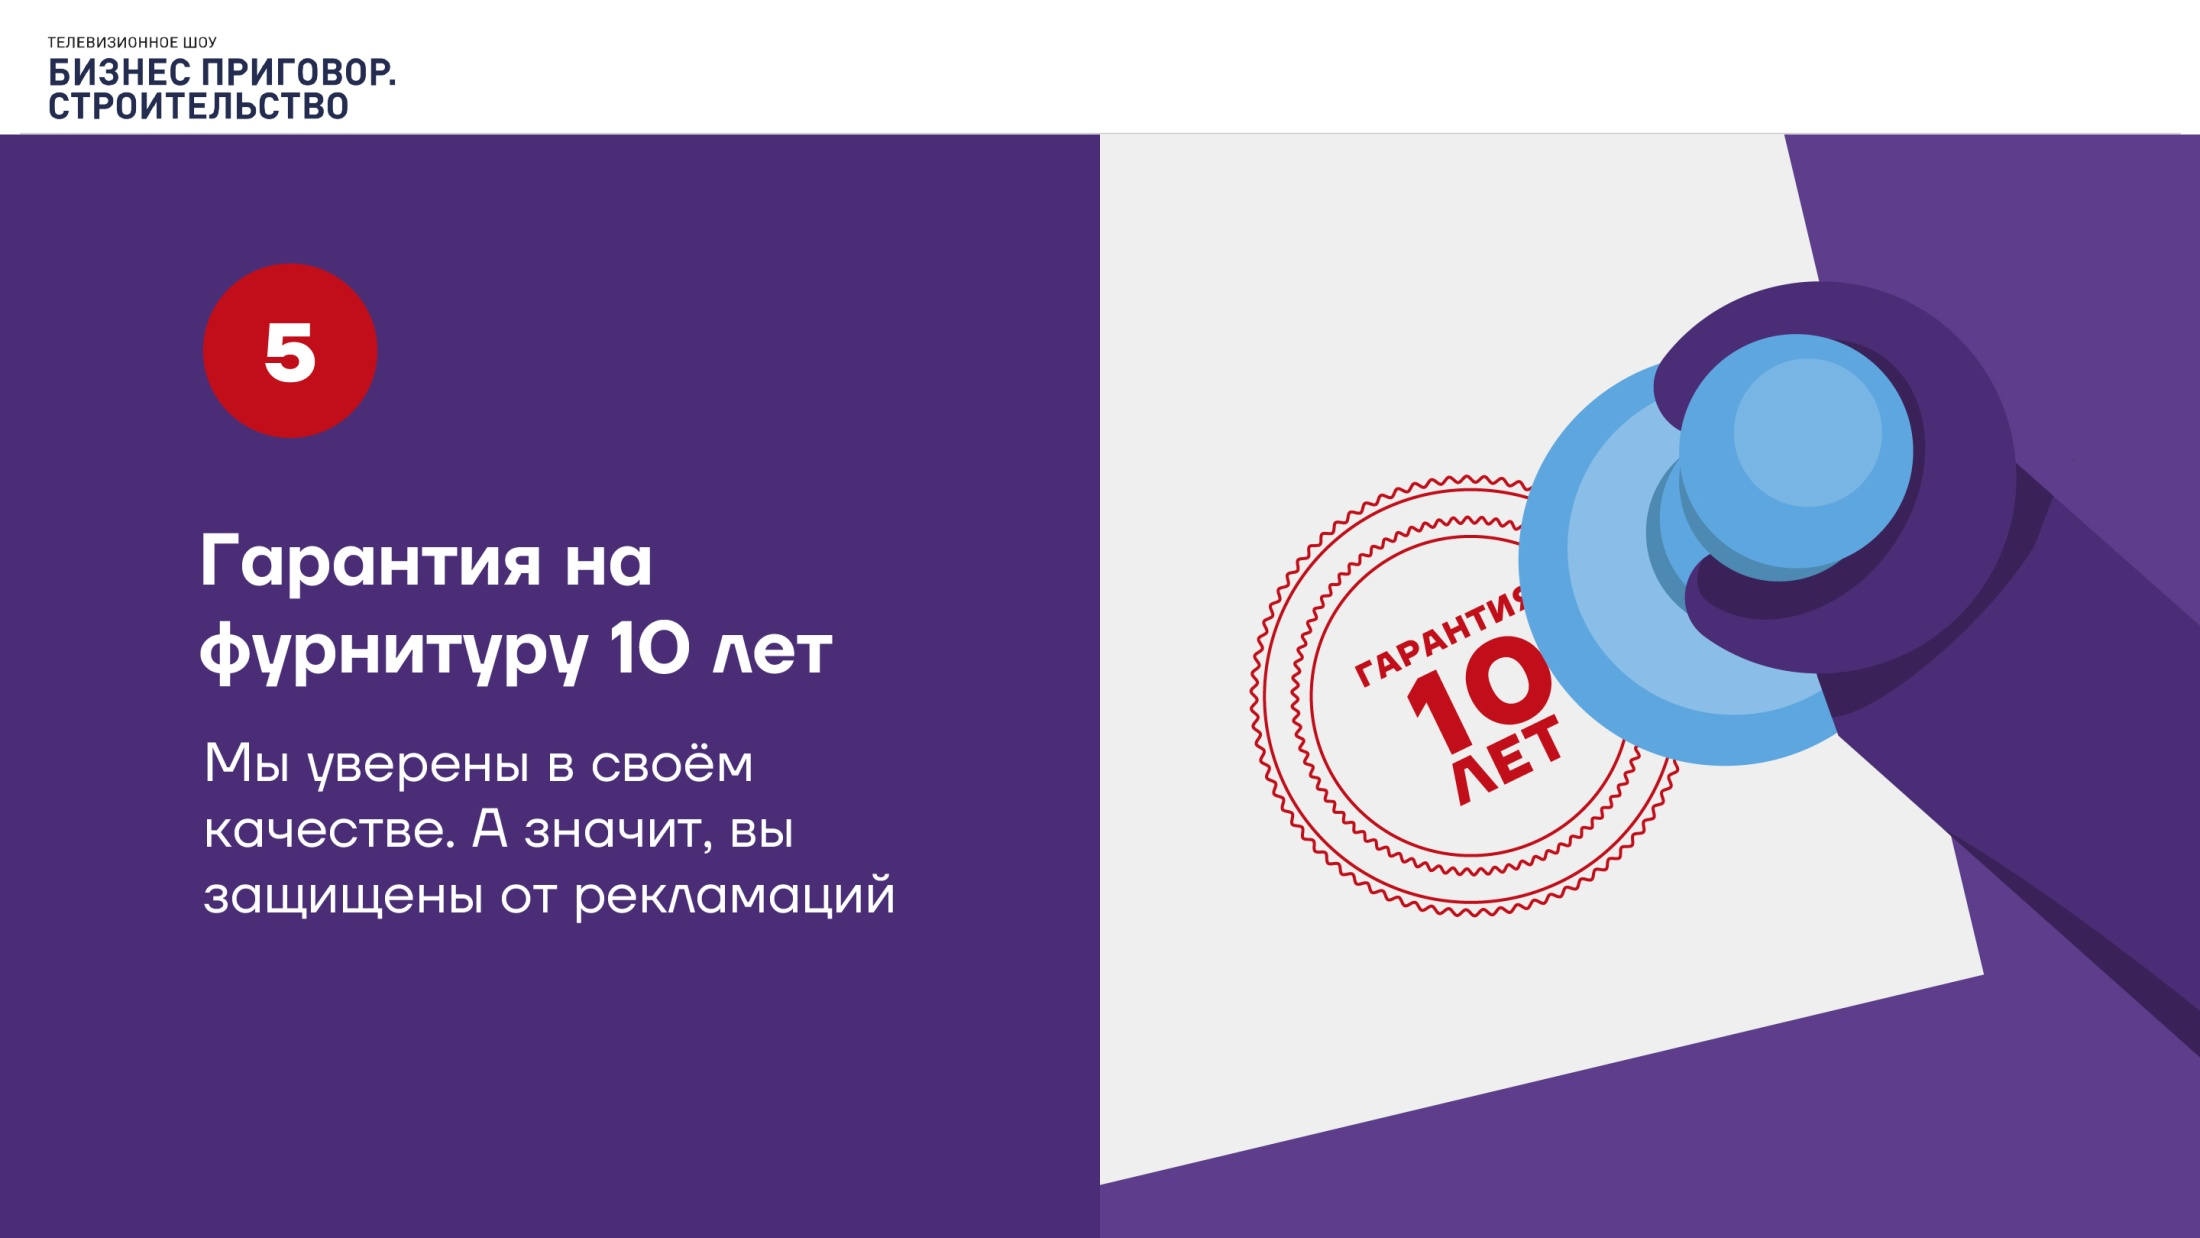 ТЕЛЕВИЗИОННОЕ ШОУ
БИЗНЕС ПРИГОВОР.
СТРОИТЕЛЬСТВО
5
Гарантия на
фурнитуру 10 лет
Мы уверены в своём
качестве. А значит, вы
защищены от рекламаций
ГАРАНТИЯ
10
ЛЕТ